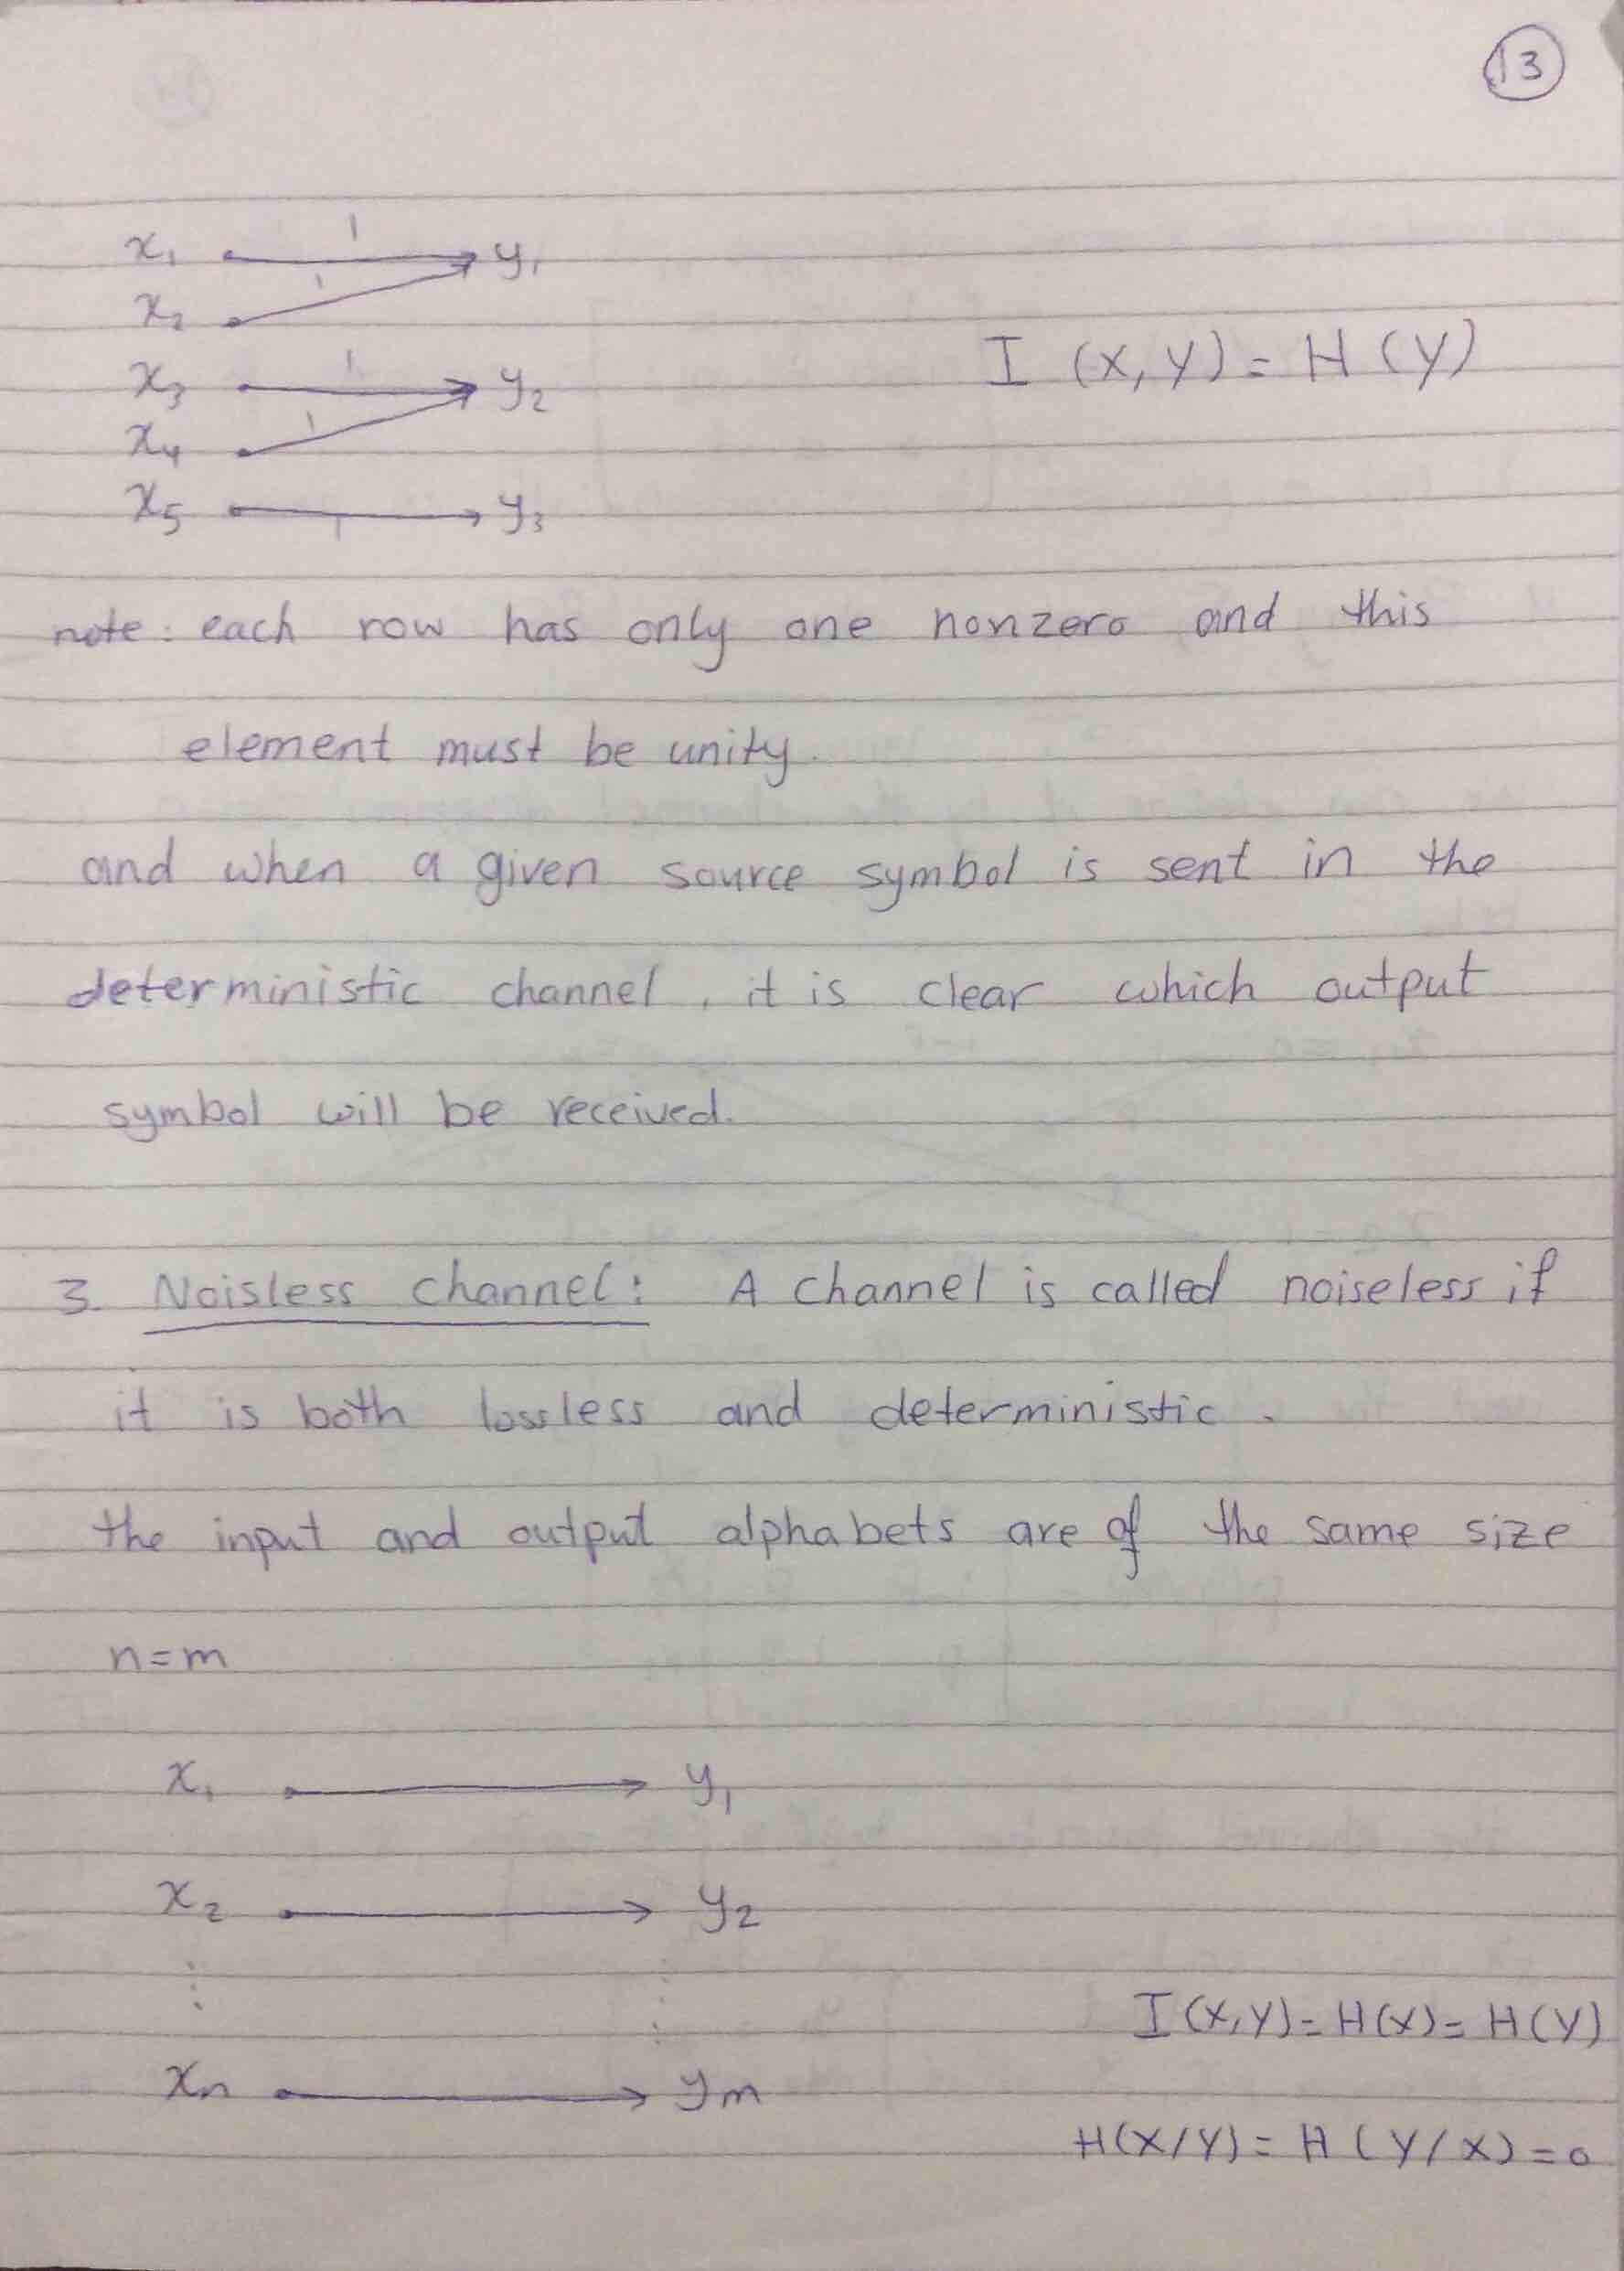 13
x₁ 1 y₁
x₂ 1
I (X,Y) = H (Y)
x₃ 1 y₂
x₄ 1
x₅ 1 y₃
note: each row has only one nonzero and this
element must be unity.
and when a given source symbol is sent in the
deterministic channel, it is clear which output
symbol will be received.
3. Noisless channel: A channel is called noiseless if
it is both lossless and deterministic.
the input and output alphabets are of the same size
n=m
x₁ y₁
x₂ y₂
⋮ ⋮
I(X,Y)=H(X)=H(Y)
xₙ yₘ
H(X/Y)=H(Y/X)=0